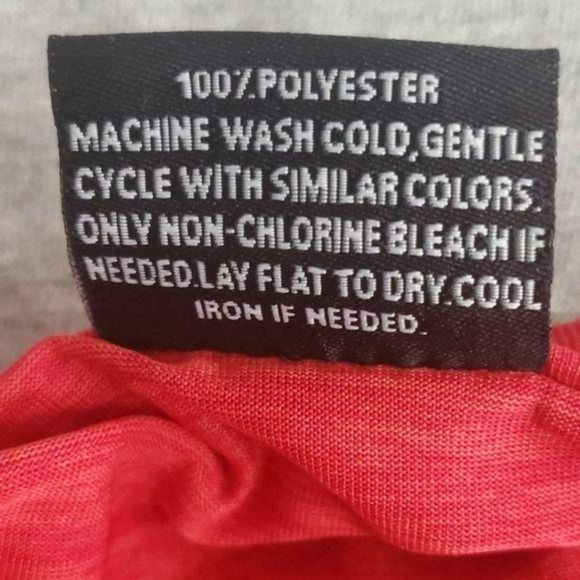 100%POLYESTER
MACHINE WASH COLD,GENTLE
CYCLE WITH SIMILAR COLORS.
ONLY NON-CHLORINE BLEACH IF
NEEDED.LAY FLAT TO DRY.COOL
IRON IF NEEDED.